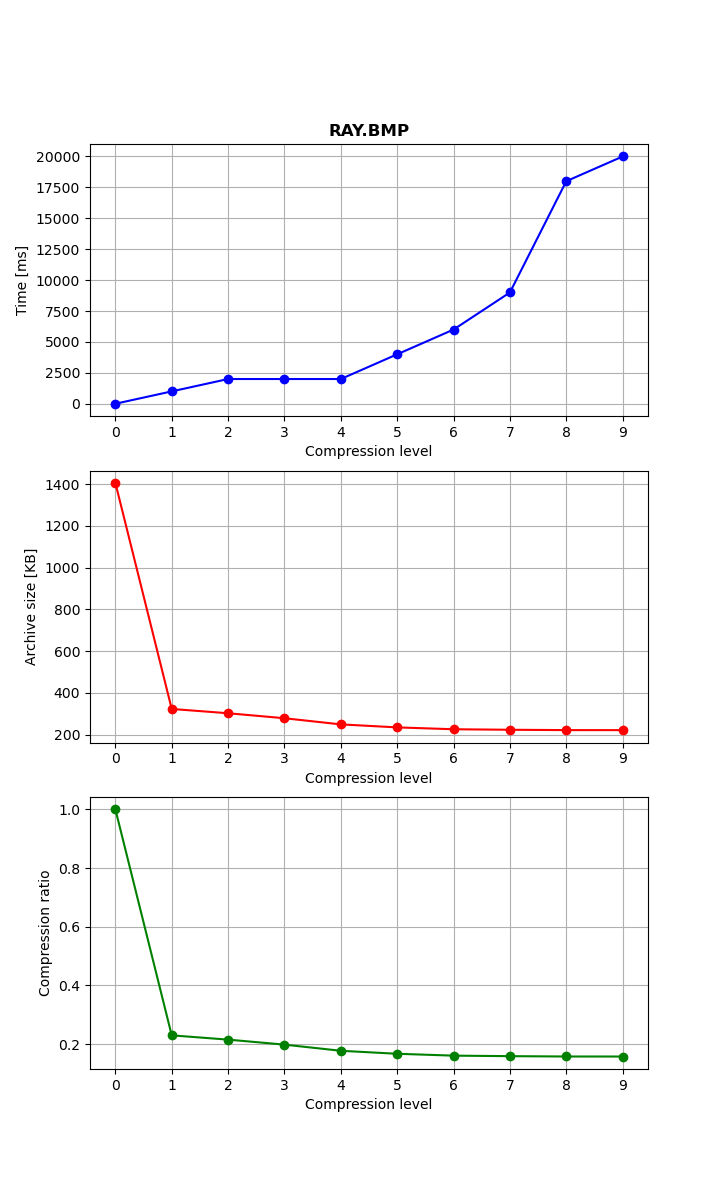 RAY.BMP
20000
17500
15000
12500
10000
7500
5000
2500
0
Time [ms]
0 1 2 3 4 5 6 7 8 9
Compression level
1400
1200
1000
800
600
400
200
Archive size [KB]
0 1 2 3 4 5 6 7 8 9
Compression level
1.0
0.8
0.6
0.4
0.2
Compression ratio
0 1 2 3 4 5 6 7 8 9
Compression level